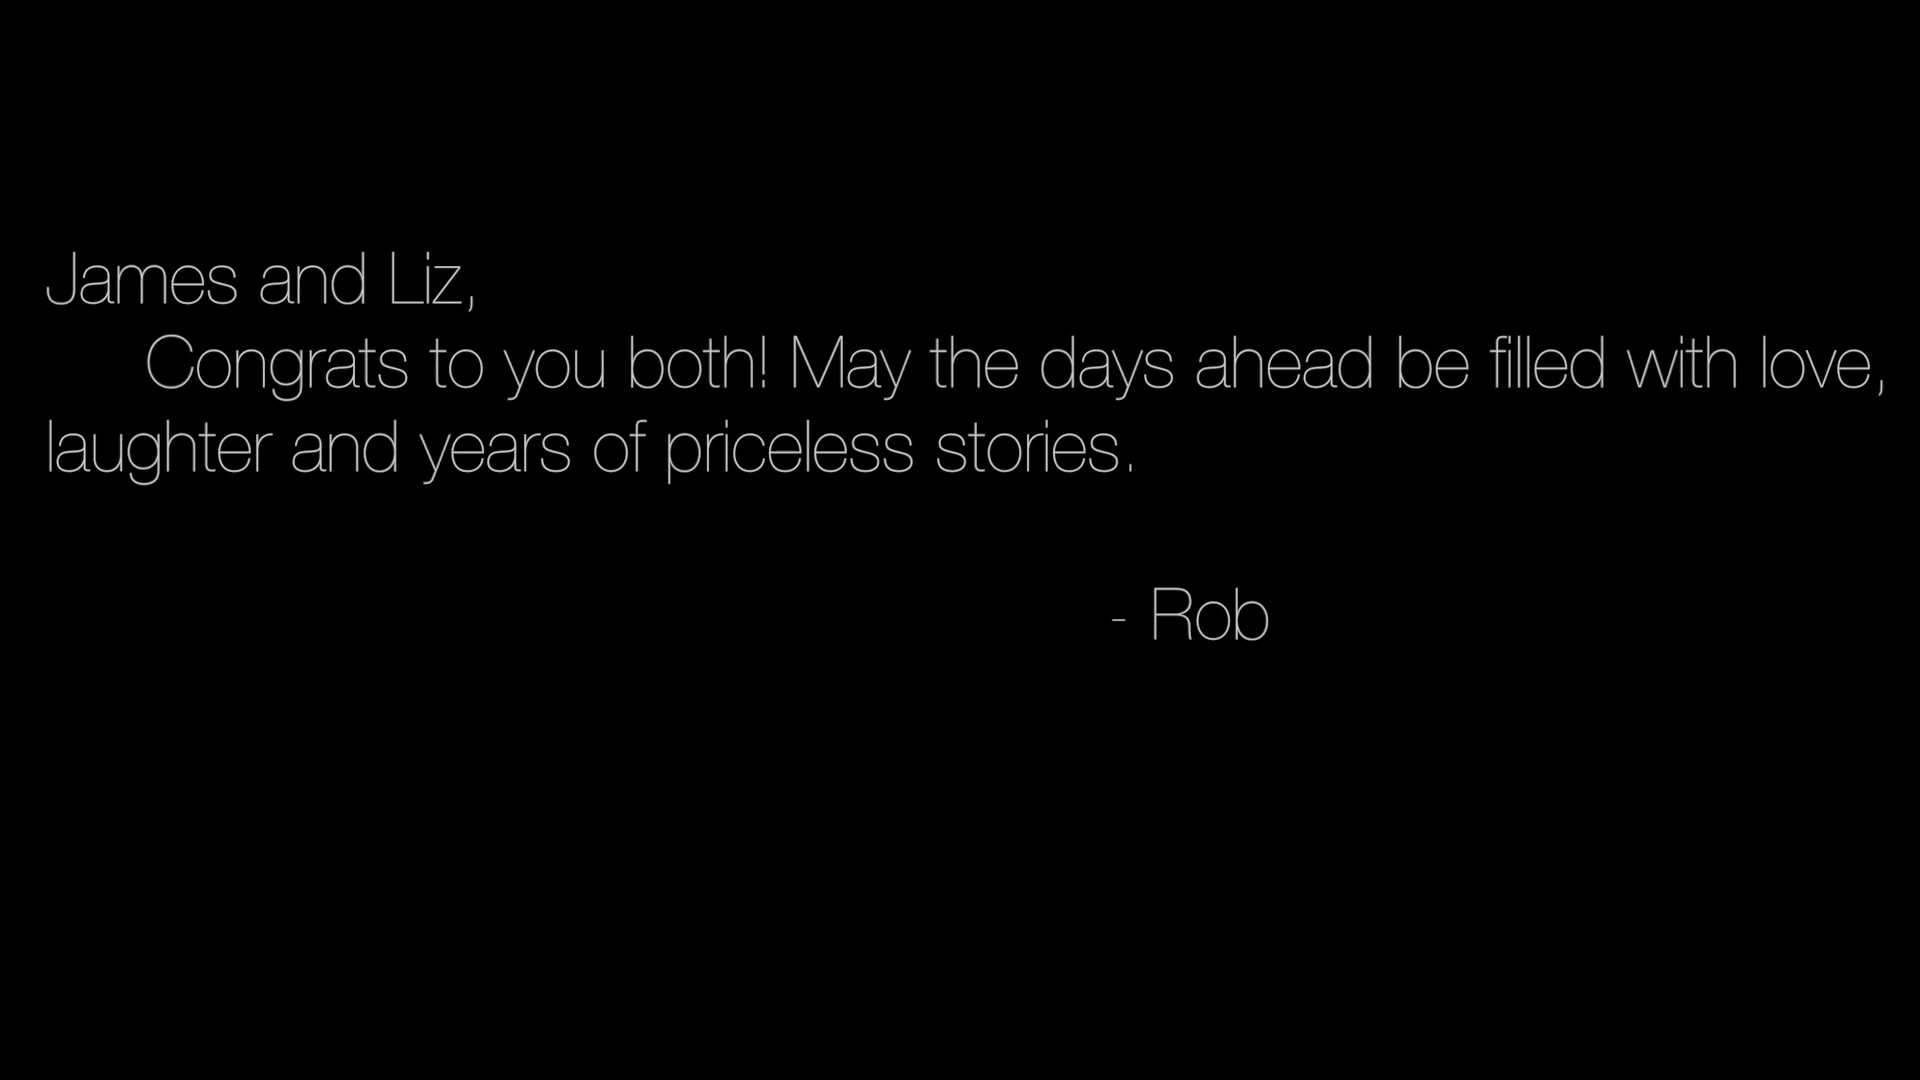 James and Liz,
Congrats to you both! May the days ahead be filled with love,
laughter and years of priceless stories.
- Rob